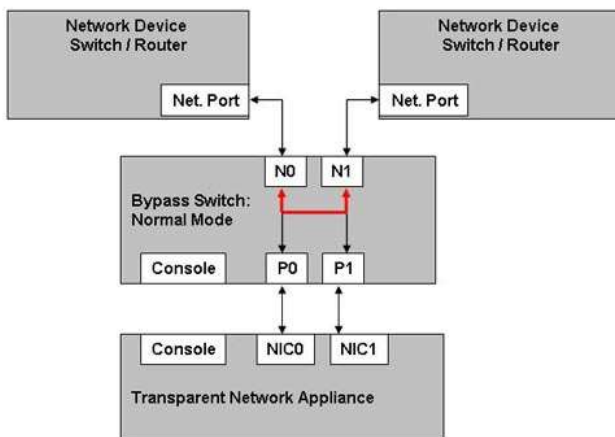 Network Device
Switch / Router
Network Device
Switch / Router
Net. Port
Net. Port
N0
N1
Bypass Switch:
Normal Mode
Console
P0
P1
Console
NIC0
NIC1
Transparent Network Appliance